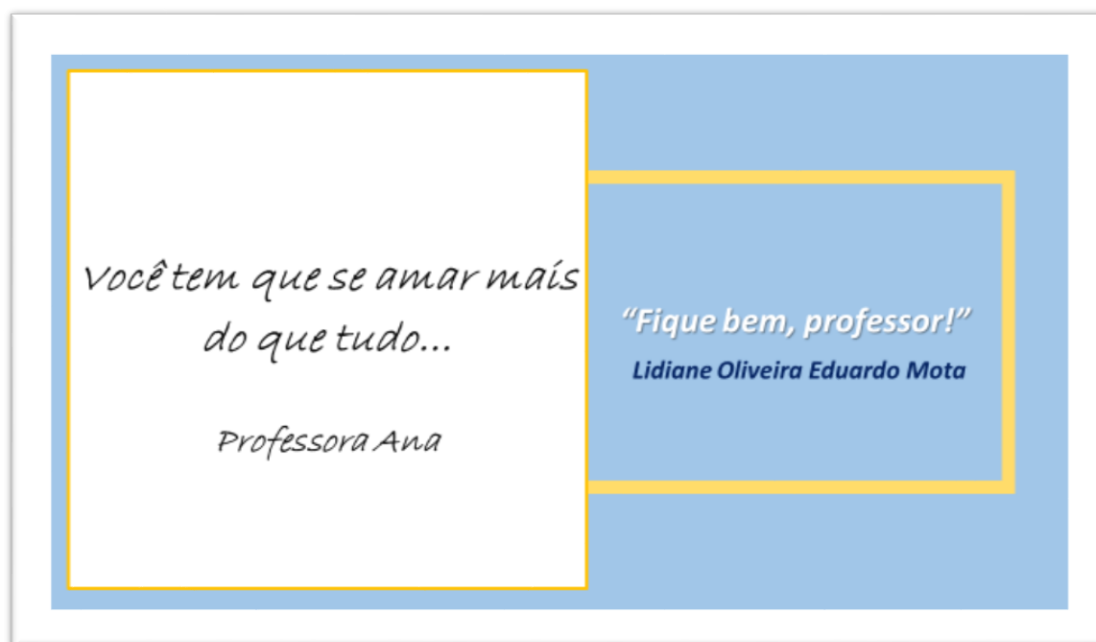 Você tem que se amar mais
do que tudo...
Professora Ana
“Fique bem, professor!”
Lidiane Oliveira Eduardo Mota